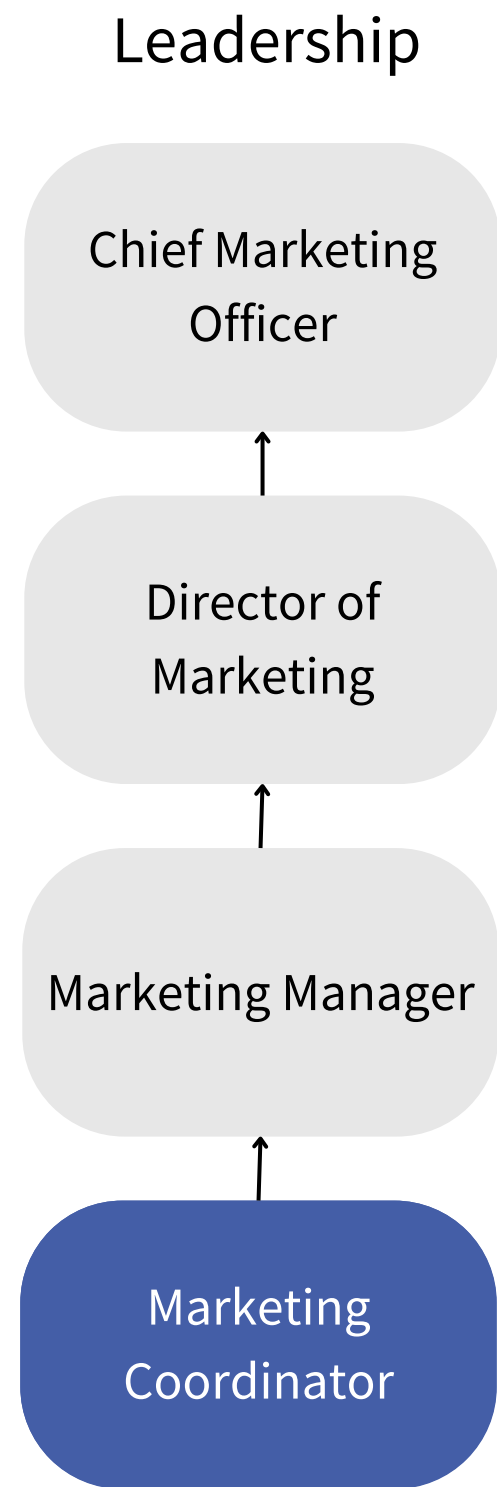 Leadership
Chief Marketing
Officer
Director of
Marketing
Marketing Manager
Marketing
Coordinator